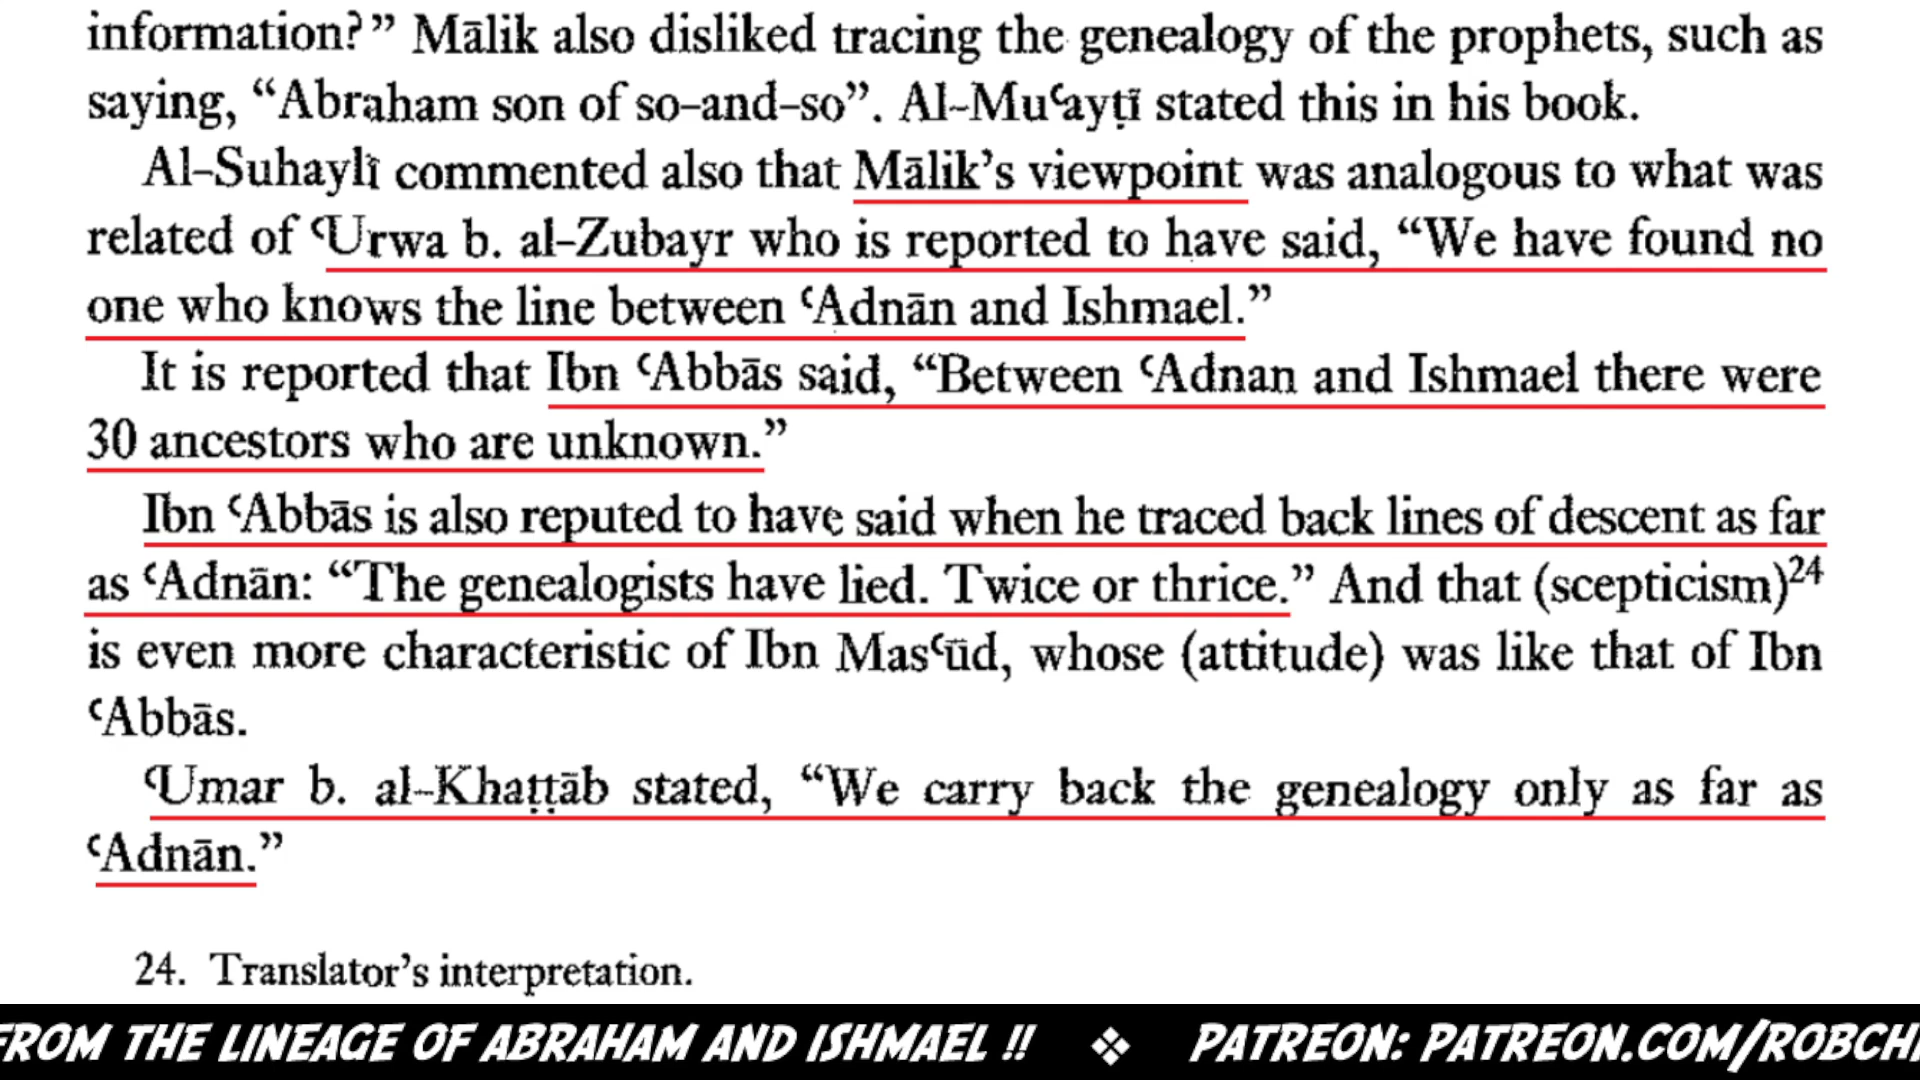 information?” Mālik also disliked tracing the genealogy of the prophets, such as
saying, “Abraham son of so-and-so”. Al-Muʿayṭī stated this in his book.
Al-Suhaylī commented also that Mālik’s viewpoint was analogous to what was
related of ʿUrwa b. al-Zubayr who is reported to have said, “We have found no
one who knows the line between ʿAdnān and Ishmael.”
It is reported that Ibn ʿAbbās said, “Between ʿAdnan and Ishmael there were
30 ancestors who are unknown.”
Ibn ʿAbbās is also reputed to have said when he traced back lines of descent as far
as ʿAdnān: “The genealogists have lied. Twice or thrice.” And that (scepticism)24
is even more characteristic of Ibn Masʿūd, whose (attitude) was like that of Ibn
ʿAbbās.
ʿUmar b. al-Khaṭṭāb stated, “We carry back the genealogy only as far as
ʿAdnān.”
24. Translator’s interpretation.
FROM THE LINEAGE OF ABRAHAM AND ISHMAEL !! ❖ PATREON: PATREON.COM/ROBCH